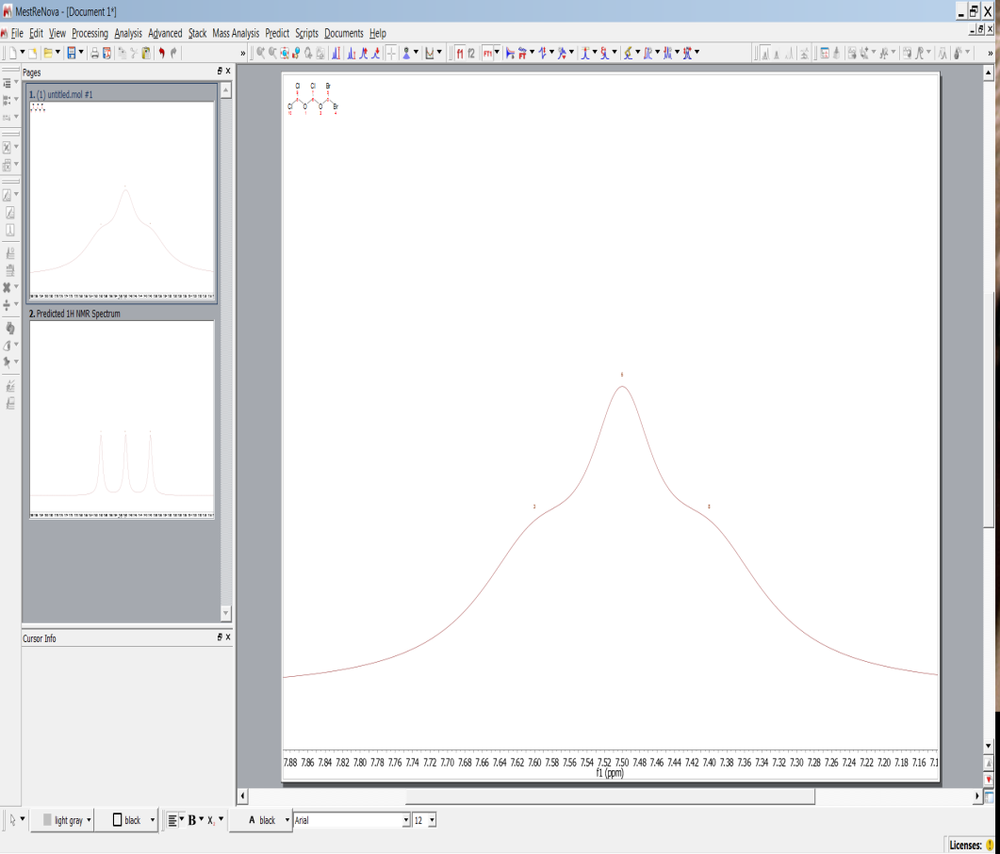 MestReNova - [Document 1*]
File Edit View Processing Analysis Advanced Stack Mass Analysis Predict Scripts Documents Help
f1 f2 FT1
Pages
1. (1) untitled.mol #1
2. Predicted 1H NMR Spectrum
Cursor Info
Cl Cl Br
Cl O O Br
7.88 7.86 7.84 7.82 7.80 7.78 7.76 7.74 7.72 7.70 7.68 7.66 7.64 7.62 7.60 7.58 7.56 7.54 7.52 7.50 7.48 7.46 7.44 7.42 7.40 7.38 7.36 7.34 7.32 7.30 7.28 7.26 7.24 7.22 7.20 7.18 7.16 7.1
f1 (ppm)
light gray black B X A black Arial 12
Licenses: